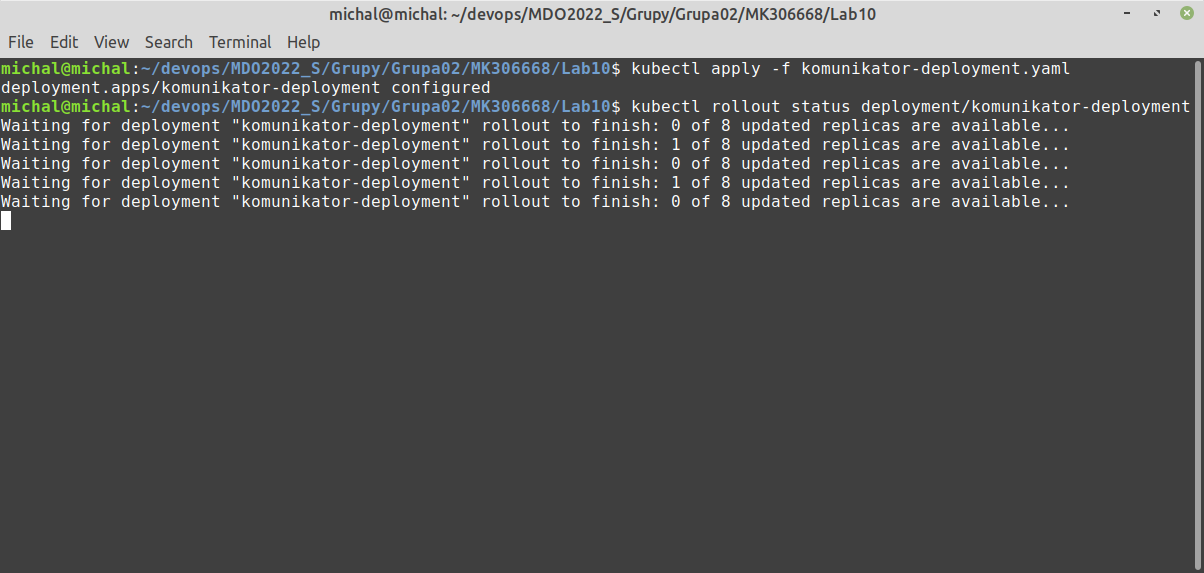 michal@michal: ~/devops/MDO2022_S/Grupy/Grupa02/MK306668/Lab10
File Edit View Search Terminal Help
michal@michal:~/devops/MDO2022_S/Grupy/Grupa02/MK306668/Lab10$ kubectl apply -f komunikator-deployment.yaml
deployment.apps/komunikator-deployment configured
michal@michal:~/devops/MDO2022_S/Grupy/Grupa02/MK306668/Lab10$ kubectl rollout status deployment/komunikator-deployment
Waiting for deployment "komunikator-deployment" rollout to finish: 0 of 8 updated replicas are available...
Waiting for deployment "komunikator-deployment" rollout to finish: 1 of 8 updated replicas are available...
Waiting for deployment "komunikator-deployment" rollout to finish: 0 of 8 updated replicas are available...
Waiting for deployment "komunikator-deployment" rollout to finish: 1 of 8 updated replicas are available...
Waiting for deployment "komunikator-deployment" rollout to finish: 0 of 8 updated replicas are available...